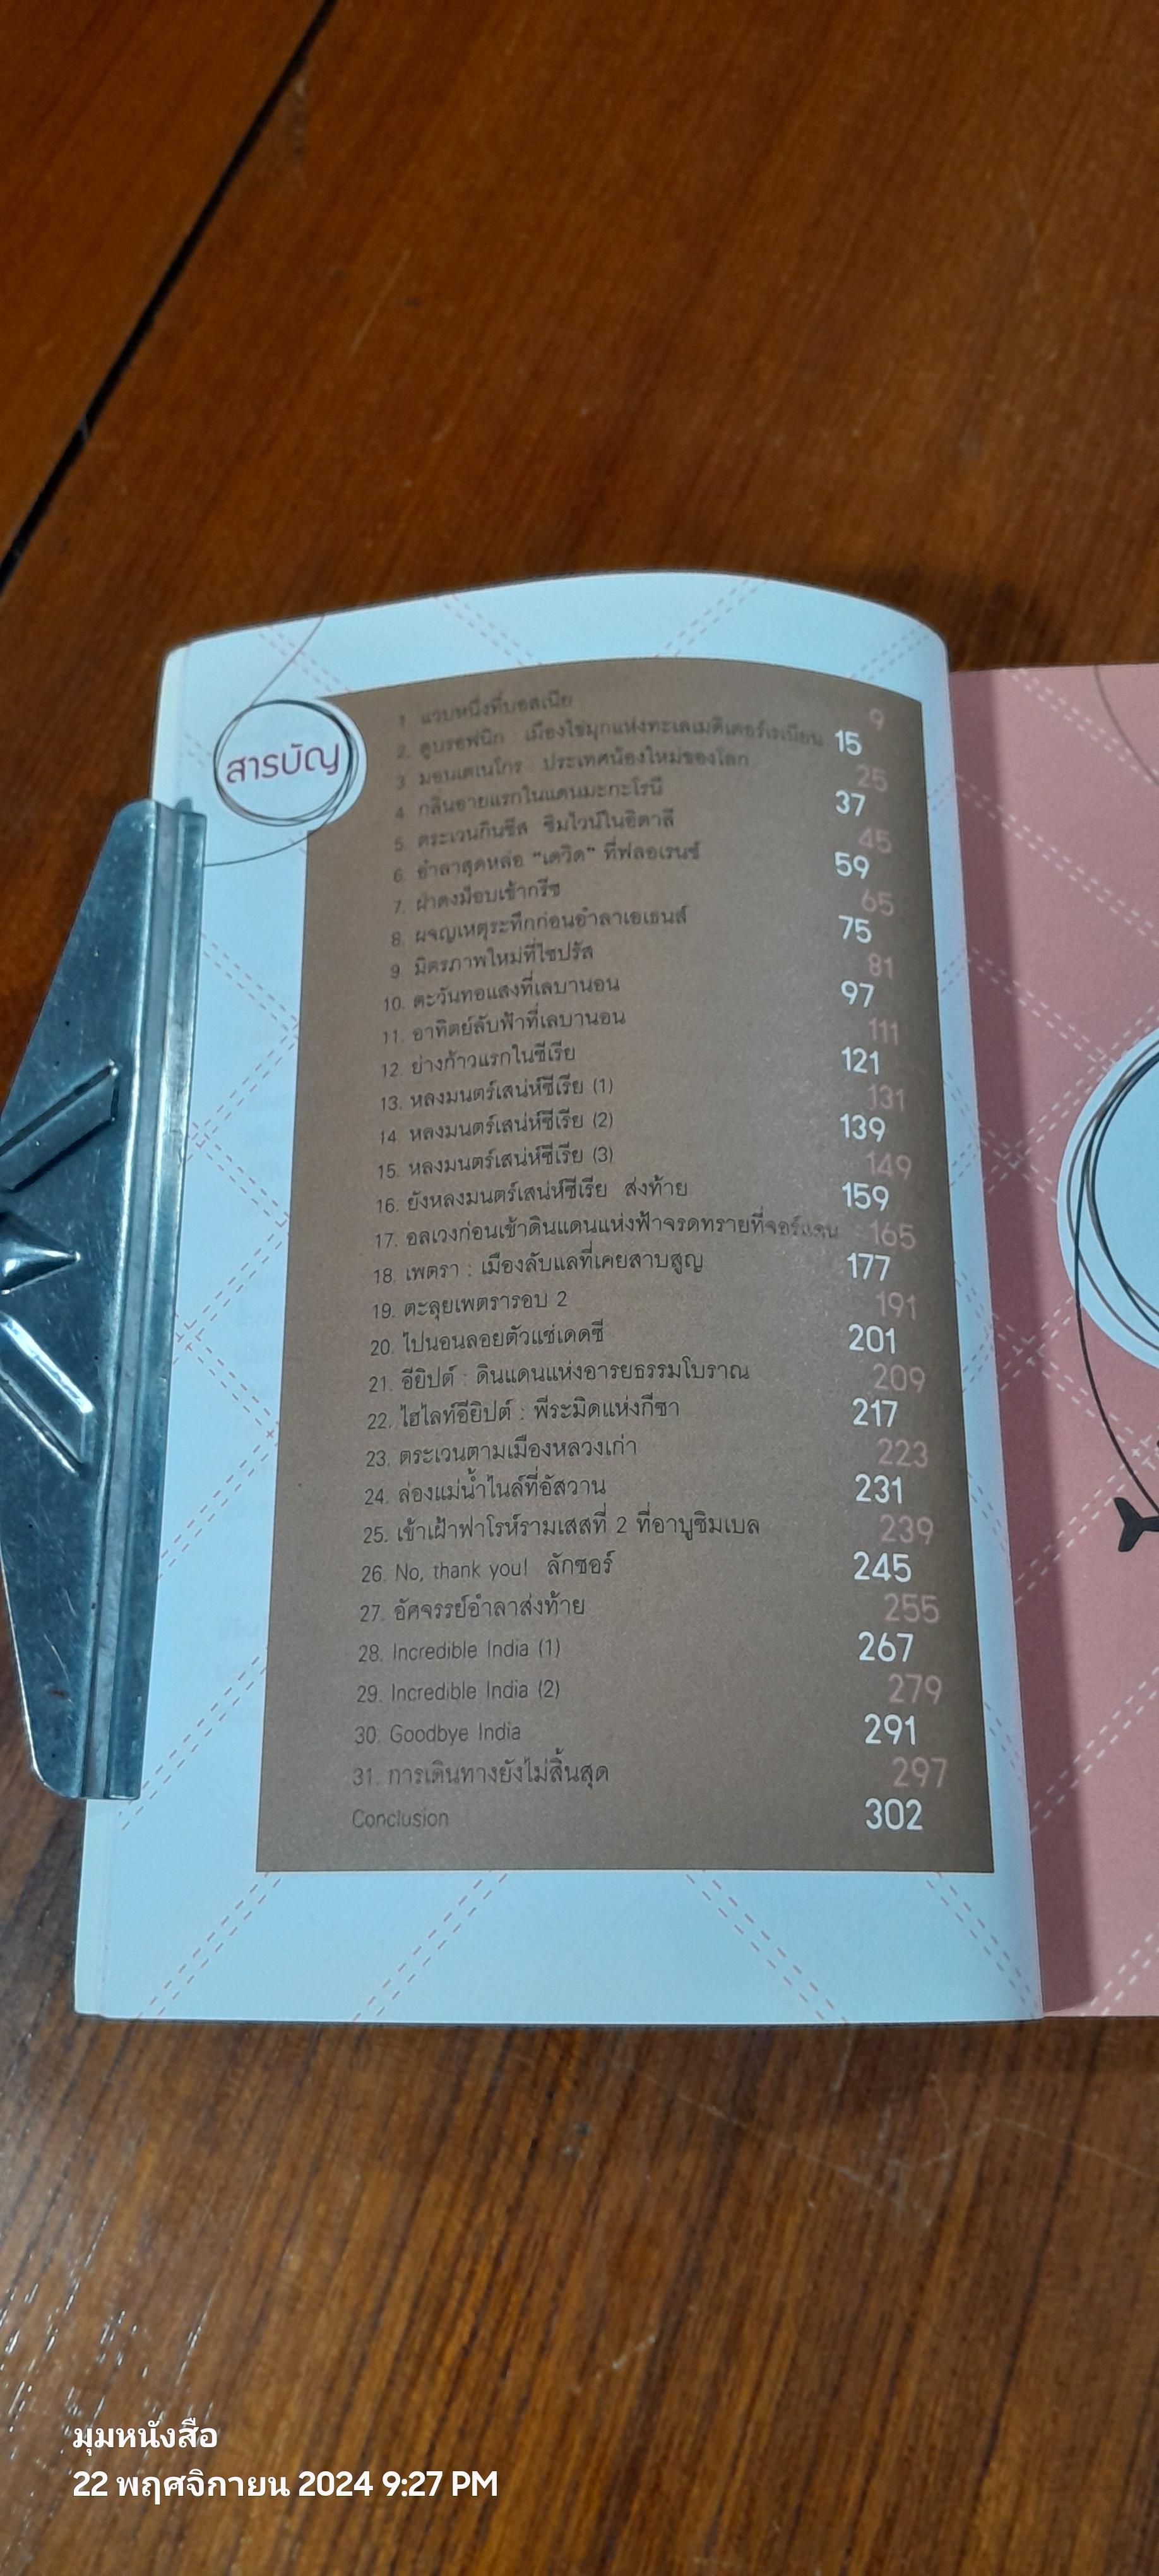 สารบัญ
1. แวบหนึ่งที่บอสเนีย 9
2. ดูบรอฟนิก : เมืองไข่มุกแห่งทะเลเมดิเตอร์เรเนียน 15
3 มอนเตเนโกร : ประเทศน้องใหม่ของโลก 25
4 กลิ่นอายแรกในแดนมะกะโรนี 37
5. ตระเวนกินชีส ชิมไวน์ในอิตาลี 45
6 อำลาสุดหล่อ “เดวิด” ที่ฟลอเรนซ์ 59
7. ฝ่าดงม็อบเข้ากรีซ 65
8. ผจญเหตุระทึกก่อนอำลาเอเธนส์ 75
9. มิตรภาพใหม่ที่ไซปรัส 81
10. ตะวันทอแสงที่เลบานอน 97
11. อาทิตย์ลับฟ้าที่เลบานอน 111
12. ย่างก้าวแรกในซีเรีย 121
13. หลงมนตร์เสน่ห์ซีเรีย (1) 131
14. หลงมนตร์เสน่ห์ซีเรีย (2) 139
15. หลงมนตร์เสน่ห์ซีเรีย (3) 149
16. ยังหลงมนตร์เสน่ห์ซีเรีย ส่งท้าย 159
17. อลเวงก่อนเข้าดินแดนแห่งฟ้าจรดทรายที่จอร์แดน 165
18. เพตรา : เมืองลับแลที่เคยสาบสูญ 177
19. ตะลุยเพตรารอบ 2 191
20. ไปนอนลอยตัวแช่เดดซี 201
21. อียิปต์ : ดินแดนแห่งอารยธรรมโบราณ 209
22. ไฮไลท์อียิปต์ : พีระมิดแห่งกีซา 217
23. ตระเวนตามเมืองหลวงเก่า 223
24. ล่องแม่น้ำไนล์ที่อัสวาน 231
25. เข้าเฝ้าฟาโรห์รามเสสที่ 2 ที่อาบูซิมเบล 239
26. No, thank you! ลักซอร์ 245
27. อัศจรรย์อำลาส่งท้าย 255
28. Incredible India (1) 267
29. Incredible India (2) 279
30. Goodbye India 291
31. การเดินทางยังไม่สิ้นสุด 297
Conclusion 302
มุมหนังสือ
22 พฤศจิกายน 2024 9:27 PM